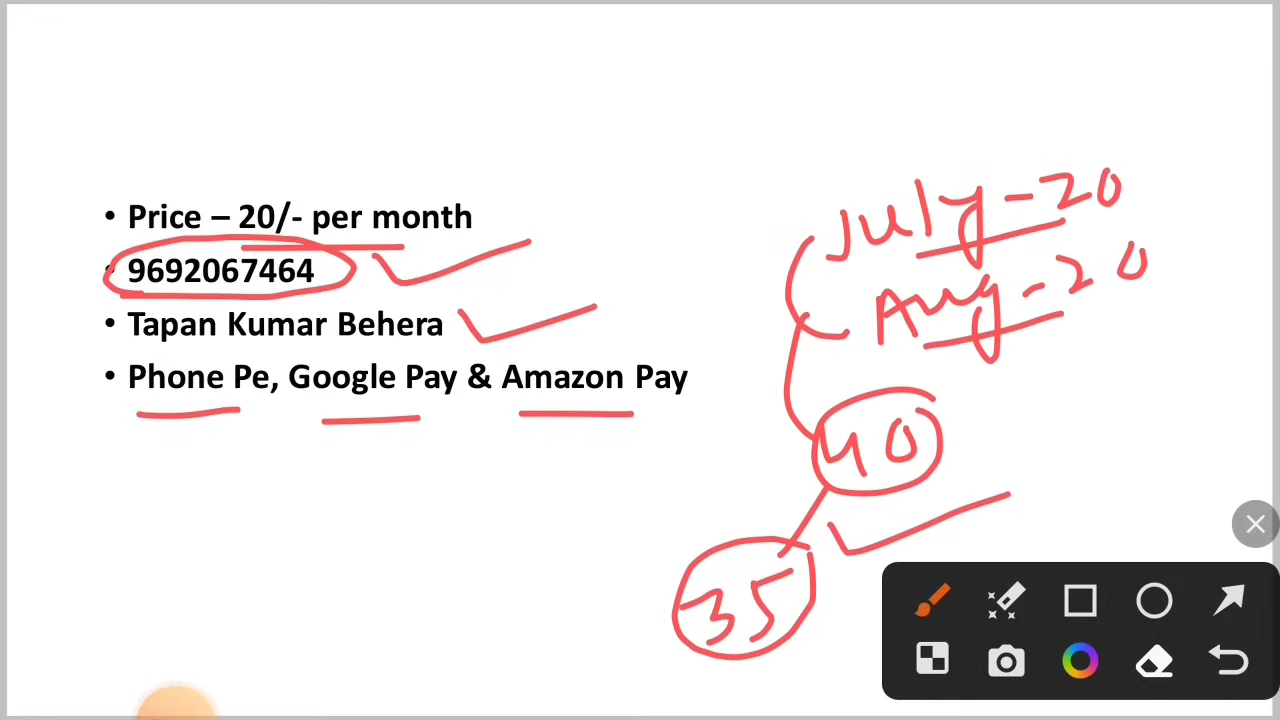 • Price – 20/- per month
• 9692067464
• Tapan Kumar Behera
• Phone Pe, Google Pay & Amazon Pay
July - 20
Aug - 20
40
35